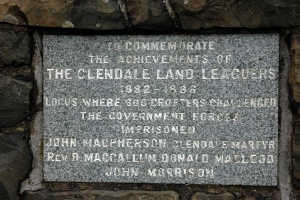 TO COMMEMORATE
THE ACHIEVEMENTS OF
THE GLENDALE LAND LEAGUERS
1882 - 1886
LOCUS WHERE 600 CROFTERS CHALLENGED
THE GOVERNMENT FORCES
IMPRISONED
JOHN MACPHERSON GLENDALE MARTYR
REV D. MACCALLUM DONALD MACLEOD
JOHN MORRISON